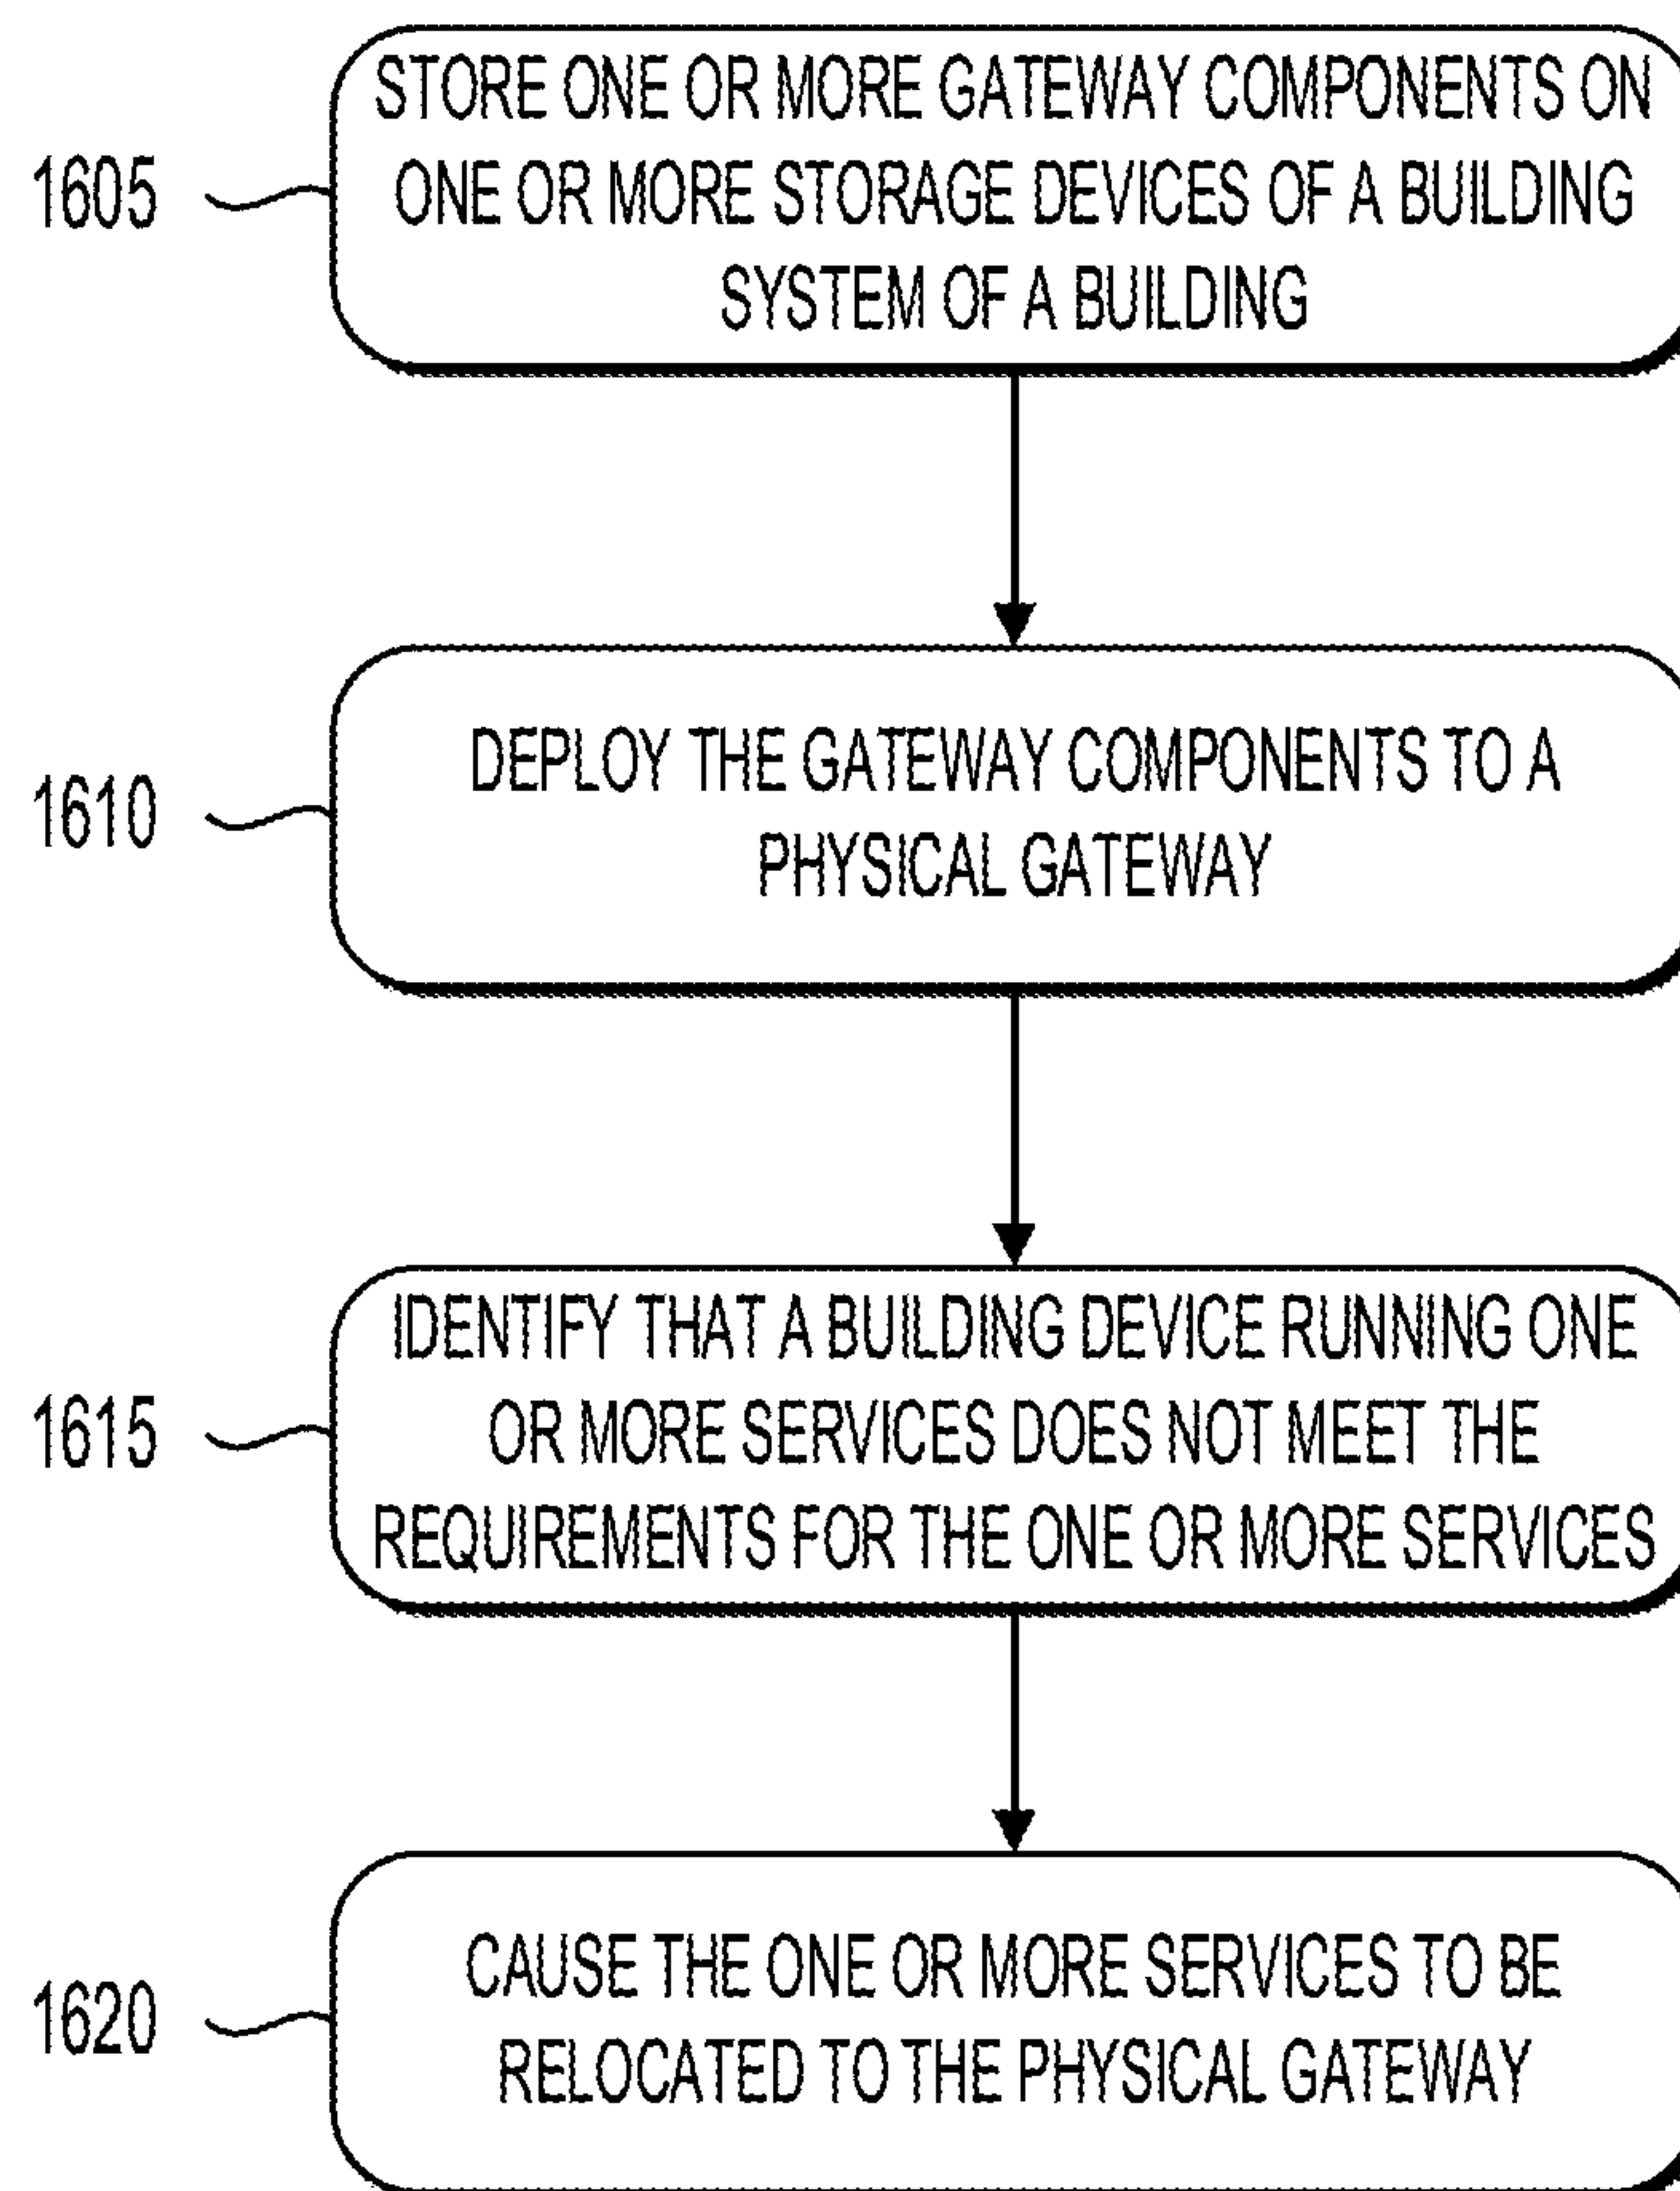 STORE ONE OR MORE GATEWAY COMPONENTS ON
1605
ONE OR MORE STORAGE DEVICES OF A BUILDING
SYSTEM OF A BUILDING
DEPLOY THE GATEWAY COMPONENTS TO A
1610
PHYSICAL GATEWAY
IDENTIFY THAT A BUILDING DEVICE RUNNING ONE
1615
OR MORE SERVICES DOES NOT MEET THE
REQUIREMENTS FOR THE ONE OR MORE SERVICES
CAUSE THE ONE OR MORE SERVICES TO BE
1620
RELOCATED TO THE PHYSICAL GATEWAY